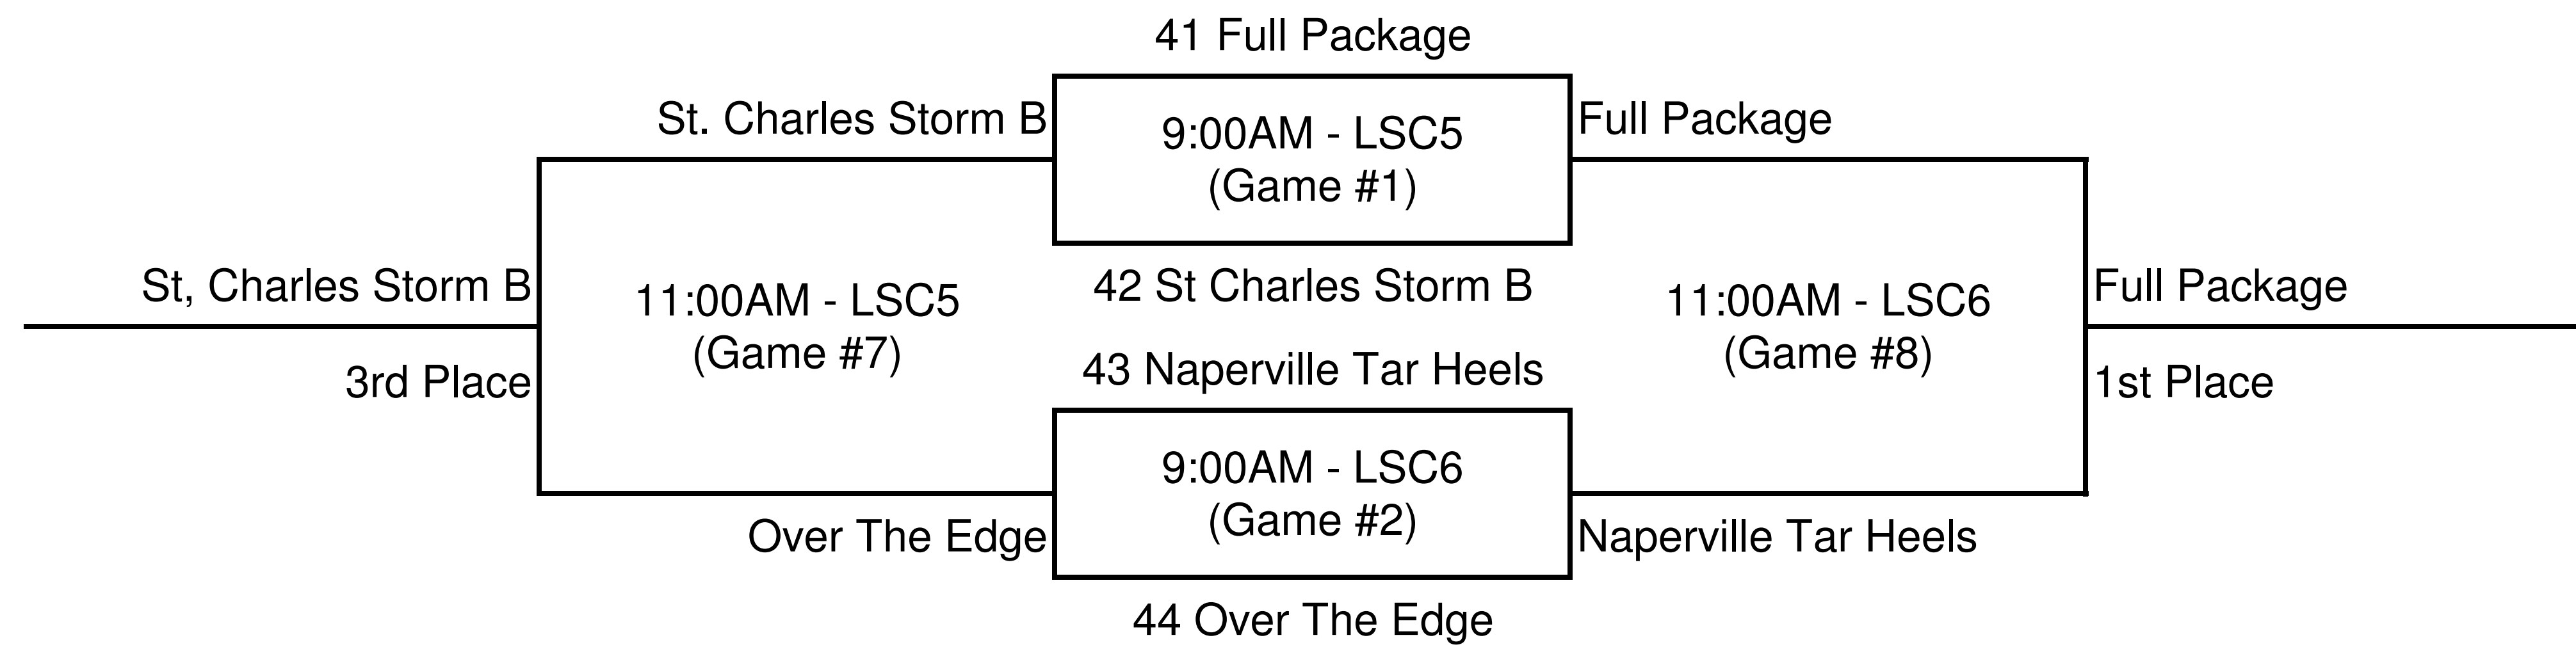 41 Full Package
St. Charles Storm B
9:00AM - LSC5
(Game #1)
Full Package
St, Charles Storm B
3rd Place
11:00AM - LSC5
(Game #7)
42 St Charles Storm B
43 Naperville Tar Heels
11:00AM - LSC6
(Game #8)
Full Package
1st Place
9:00AM - LSC6
(Game #2)
Over The Edge
Naperville Tar Heels
44 Over The Edge